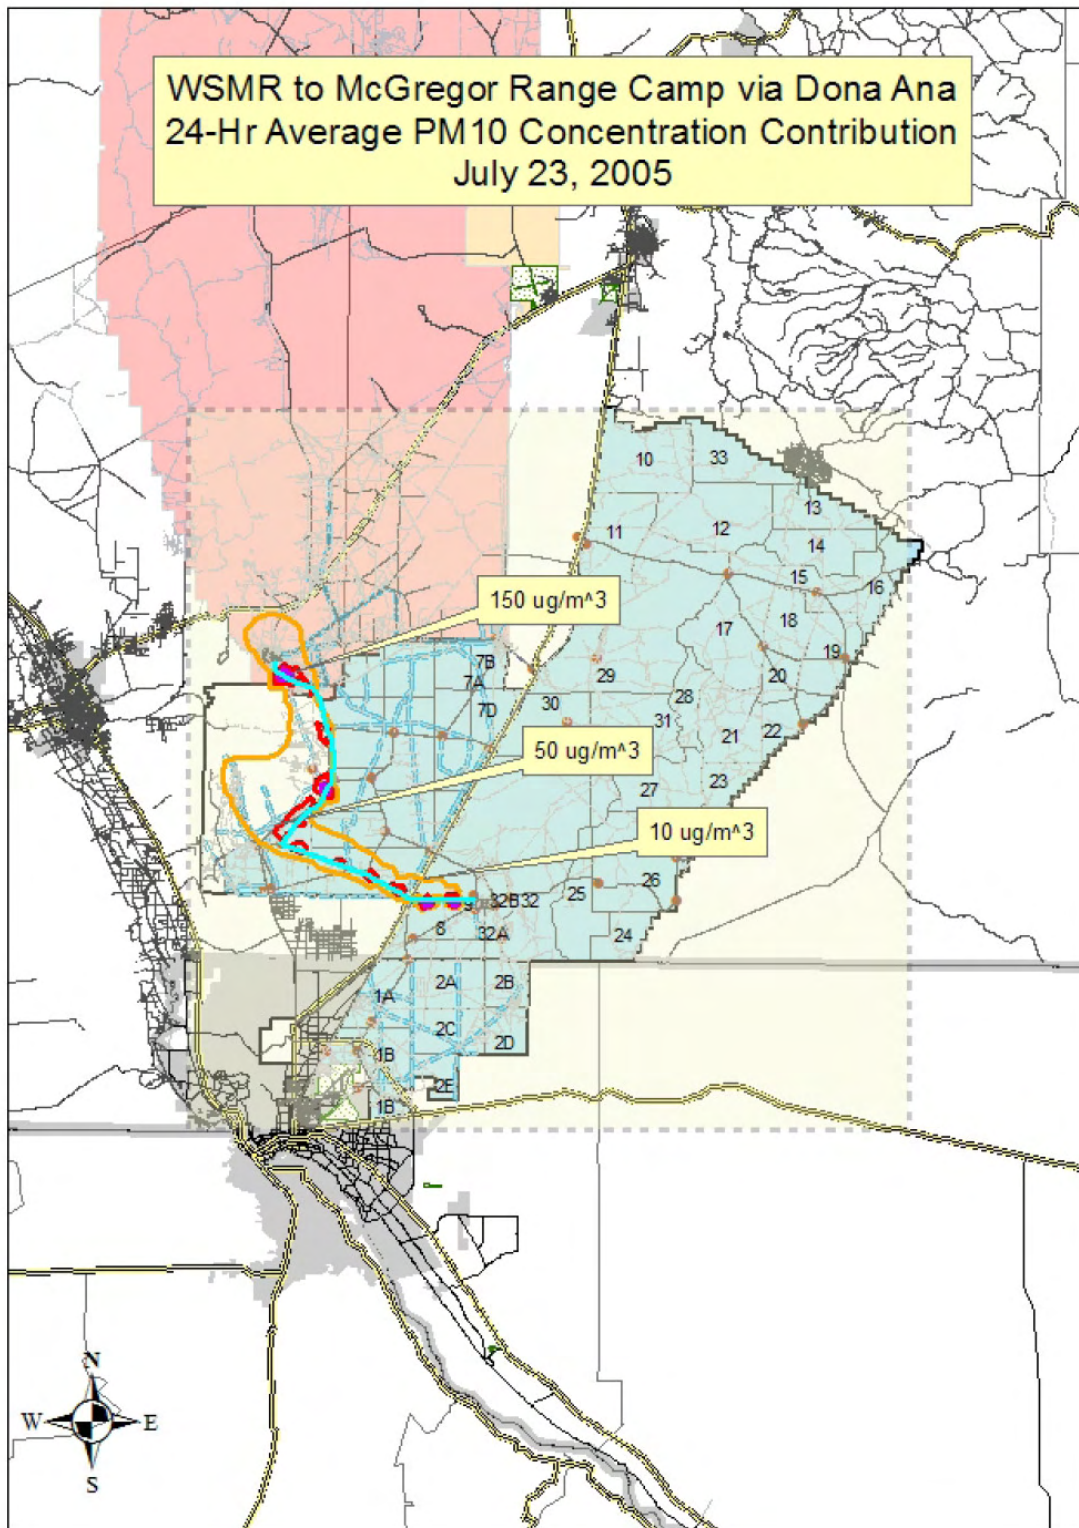 WSMR to McGregor Range Camp via Dona Ana
24-Hr Average PM10 Concentration Contribution
July 23, 2005
10
33
13
11
12
14
150 ug/m^3
15
16
17
18
7B
29
19
7A
28
20
7D
30
31
21
22
50 ug/m^3
23
27
10 ug/m^3
26
25
32B
32
9
8
32A
24
2A
2B
1A
2C
2D
1B
2E
1B
N
W
E
S